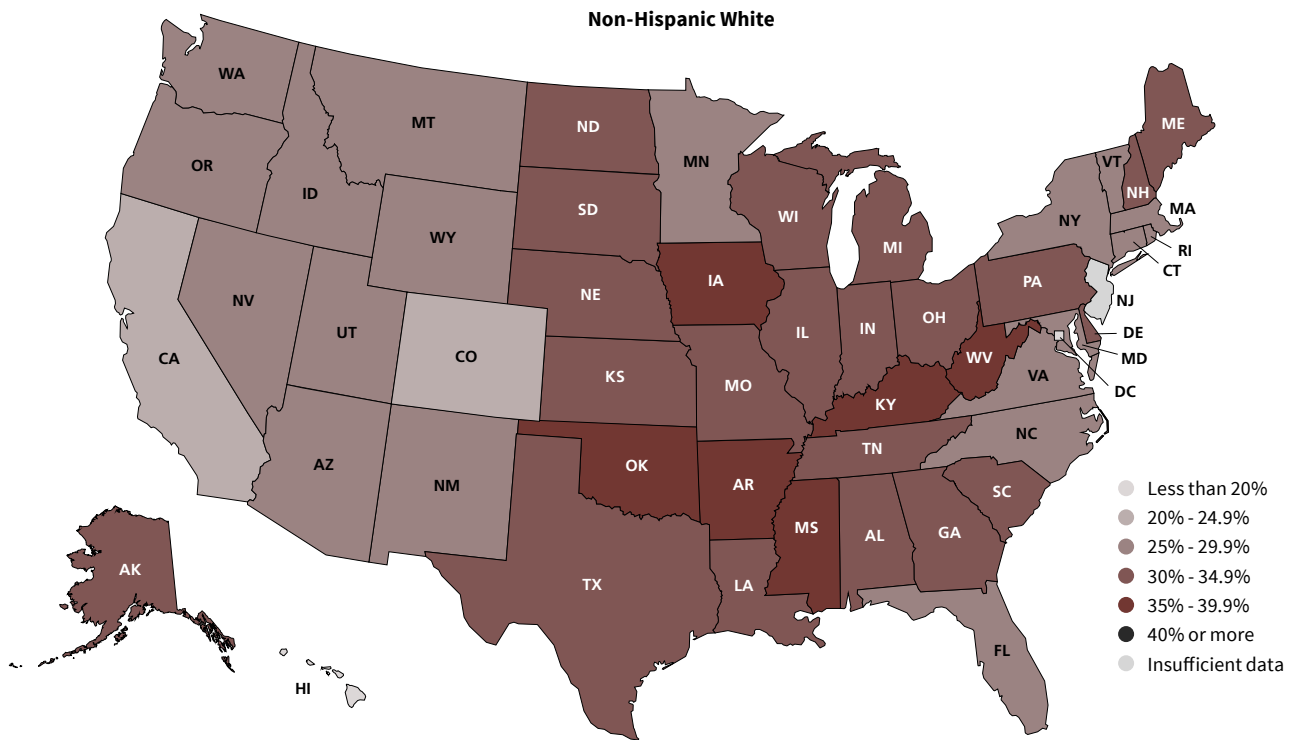 Non-Hispanic White
WA
MT
ND
MN
ME
OR
ID
SD
WI
MI
VT
NH
NY
MA
RI
CT
WY
NE
IA
PA
NJ
NV
UT
CO
IL
IN
OH
DE
MD
CA
KS
MO
WV
VA
DC
KY
AZ
NM
OK
AR
TN
NC
SC
MS
AL
GA
AK
TX
LA
FL
HI
Less than 20%
20% - 24.9%
25% - 29.9%
30% - 34.9%
35% - 39.9%
40% or more
Insufficient data